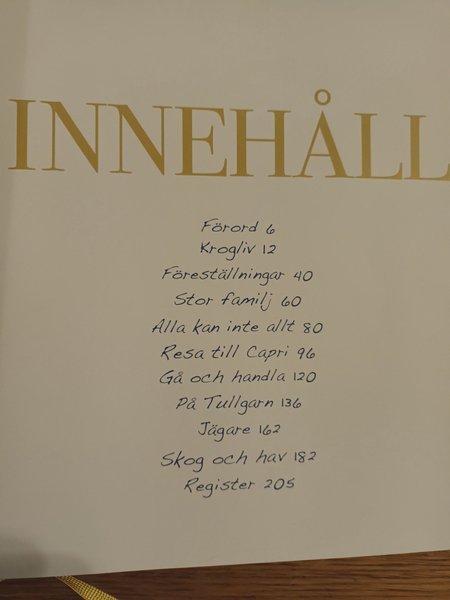 INNEHÅLL
Förord 6
Krogliv 12
Föreställningar 40
Stor familj 60
Alla kan inte allt 80
Resa till Capri 96
Gå och handla 120
På Tullgarn 136
Jägare 162
Skog och hav 182
Register 205